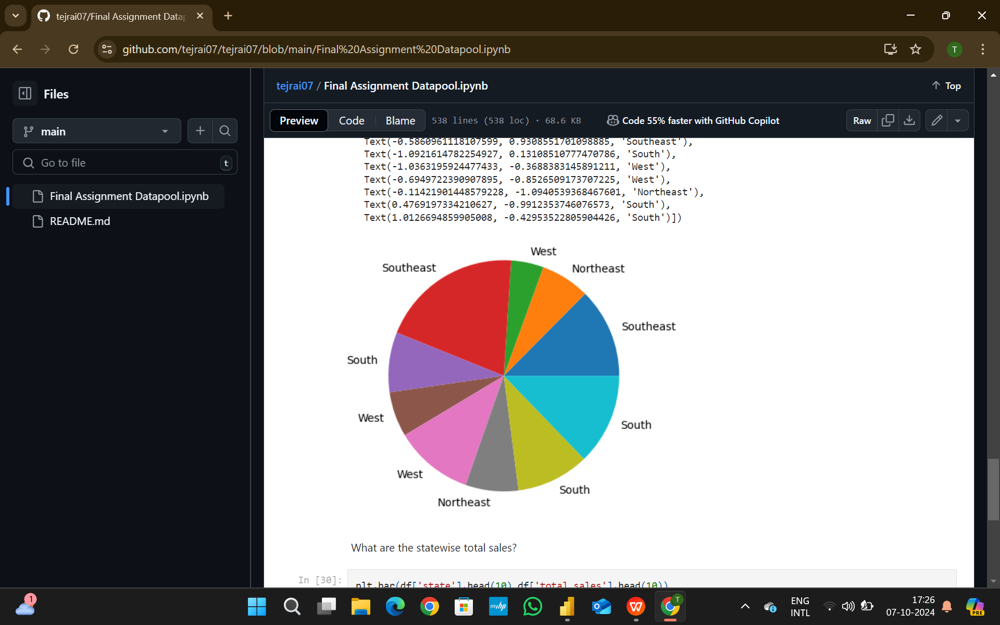 tejrai07/Final Assignment Datap
github.com/tejrai07/tejrai07/blob/main/Final%20Assignment%20Datapool.ipynb
T
Files
main
Go to file
t
Final Assignment Datapool.ipynb
README.md
tejrai07 / Final Assignment Datapool.ipynb
Top
Preview
Code
Blame
538 lines (538 loc) · 68.6 KB
Code 55% faster with GitHub Copilot
Raw
Text(-0.5860961118107599, 0.9308551701098885, 'Southeast'),
Text(-1.0921614782254927, 0.13108510777470786, 'South'),
Text(-1.0363195924477433, -0.3688383145891211, 'West'),
Text(-0.6949722390907895, -0.8526509173707225, 'West'),
Text(-0.11421901448579228, -1.0940539368467601, 'Northeast'),
Text(0.4769197334210627, -0.9912353746076573, 'South'),
Text(1.0126694859905008, -0.42953522805904426, 'South')])
West
Southeast
Northeast
Southeast
South
West
South
West
South
Northeast
What are the statewise total sales?
In [30]:
plt.bar(df['state'].head(10),df['total_sales'].head(10))
1
myhp
T
ENG
INTL
17:26
07-10-2024
PRE